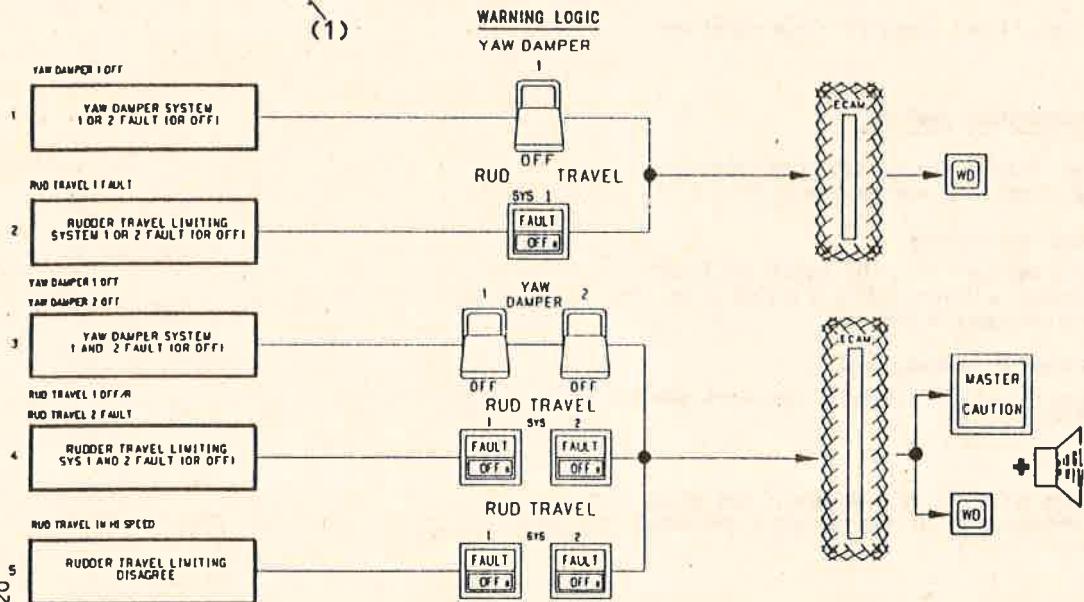 (1)
WARNING LOGIC
YAW DAMPER
YAW DAMPER 1 OFF
1
1
YAW DAMPER SYSTEM
1 OR 2 FAULT (OR OFF)
OFF
ECAM
WD
RUD TRAVEL
RUD TRAVEL 1 FAULT
SYS 1
2
RUDDER TRAVEL LIMITING
SYSTEM 1 OR 2 FAULT (OR OFF)
FAULT
OFF
YAW DAMPER 1 OFF
YAW DAMPER 2 OFF
1 YAW DAMPER 2
3
YAW DAMPER SYSTEM
1 AND 2 FAULT (OR OFF)
OFF OFF
ECAM
MASTER
CAUTION
RUD TRAVEL 1 OFF/R
RUD TRAVEL 2 FAULT
RUD TRAVEL
1 SYS 2
4
RUDDER TRAVEL LIMITING
SYS 1 AND 2 FAULT (OR OFF)
FAULT FAULT
OFF OFF
+
WD
RUD TRAVEL
RUD TRAVEL IN HI SPEED
1 SYS 2
5
RUDDER TRAVEL LIMITING
DISAGREE
FAULT FAULT
OFF OFF